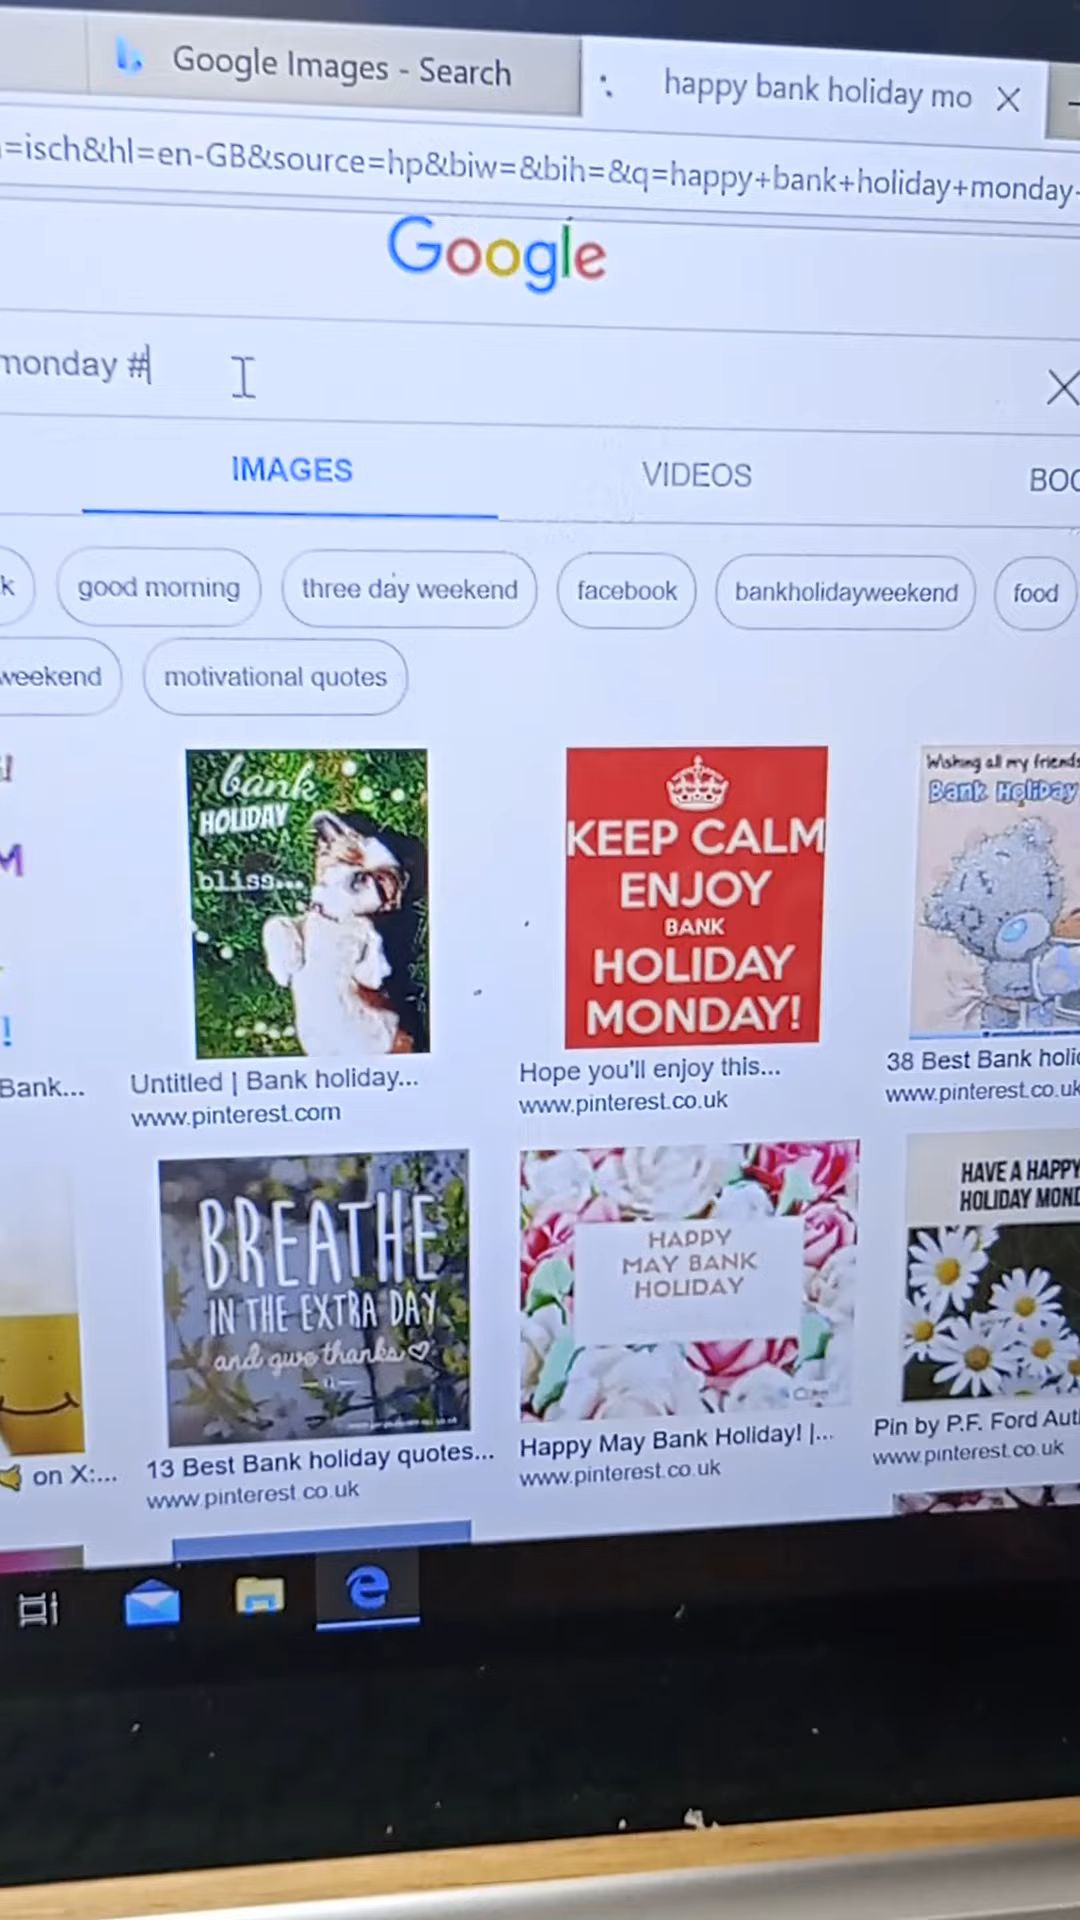 Google Images - Search
happy bank holiday mo
=isch&hl=en-GB&source=hp&biw=&bih=&q=happy+bank+holiday+monday
Google
monday #
IMAGES
VIDEOS
BOO
k
good morning
three day weekend
facebook
bankholidayweekend
food
weekend
motivational quotes
!
M
!
Bank...
bank
HOLIDAY
bliss...
Untitled | Bank holiday...
www.pinterest.com
KEEP CALM
ENJOY
BANK
HOLIDAY
MONDAY!
Hope you'll enjoy this...
www.pinterest.co.uk
Wishing all my friends
Bank Holiday
38 Best Bank holi
www.pinterest.co.uk
on X:...
BREATHE
IN THE EXTRA DAY
and give thanks
13 Best Bank holiday quotes...
www.pinterest.co.uk
HAPPY
MAY BANK
HOLIDAY
Happy May Bank Holiday! |...
www.pinterest.co.uk
HAVE A HAPPY
HOLIDAY MOND
Pin by P.F. Ford Aut
www.pinterest.co.uk